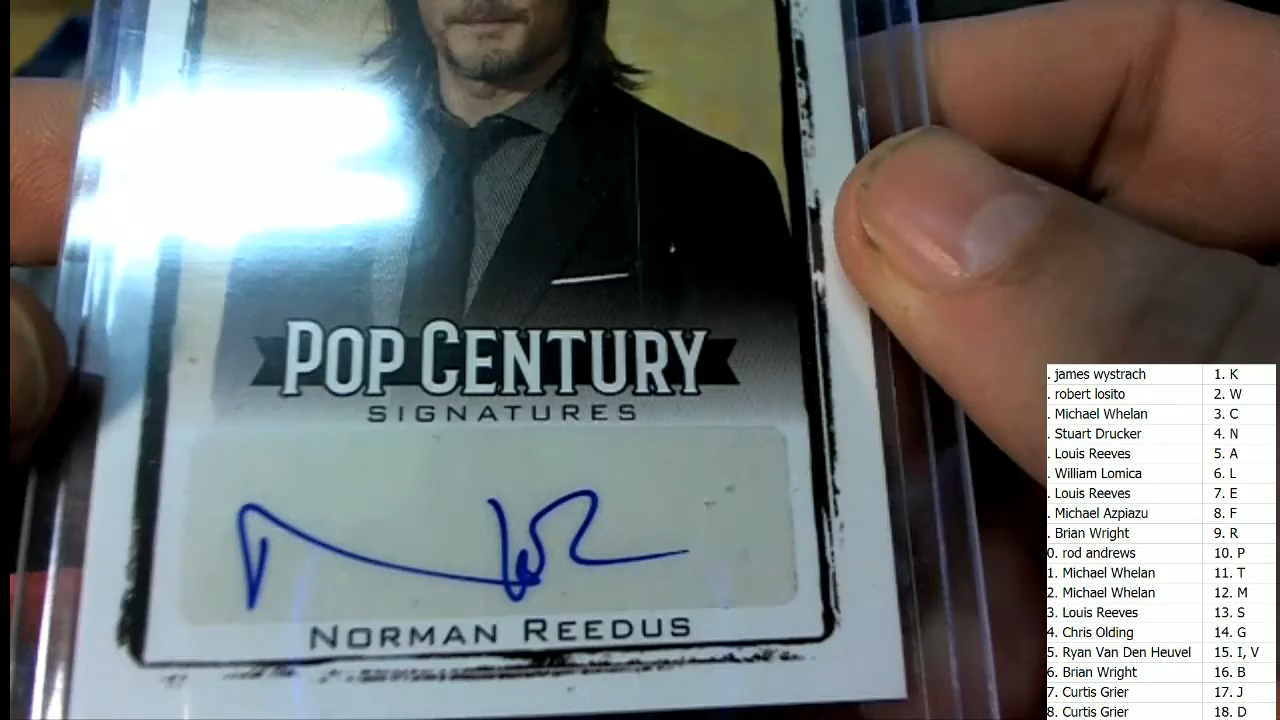 POP CENTURY
SIGNATURES
NORMAN REEDUS
. james wystrach 1. K
. robert losito 2. W
. Michael Whelan 3. C
. Stuart Drucker 4. N
. Louis Reeves 5. A
. William Lomica 6. L
. Louis Reeves 7. E
. Michael Azpiazu 8. F
. Brian Wright 9. R
0. rod andrews 10. P
1. Michael Whelan 11. T
2. Michael Whelan 12. M
3. Louis Reeves 13. S
4. Chris Olding 14. G
5. Ryan Van Den Heuvel 15. I, V
6. Brian Wright 16. B
7. Curtis Grier 17. J
8. Curtis Grier 18. D